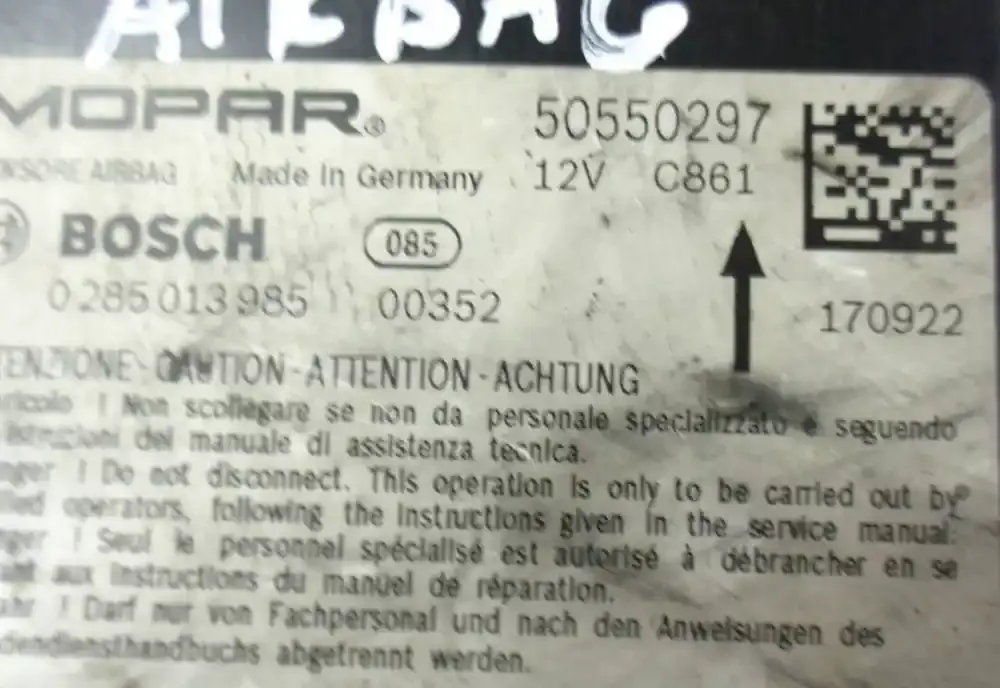 AIRBAG
MOPAR® 50550297
AIRBAG Made In Germany 12V C861
BOSCH 085
0 285 013 985 00352
170922
CAUTION - ATTENTION - ACHTUNG
! Non scollegare se non da personale specializzato e seguendo
istruzioni del manuale di assistenza tecnica.
! Do not disconnect. This operation is only to be carried out by
operators, following the instructions given in the service manual.
! Seul le personnel spécialisé est autorisé à débrancher en se
aux instructions du manuel de réparation.
! Darf nur von Fachpersonal und nach den Anweisungen des
abgetrennt werden.